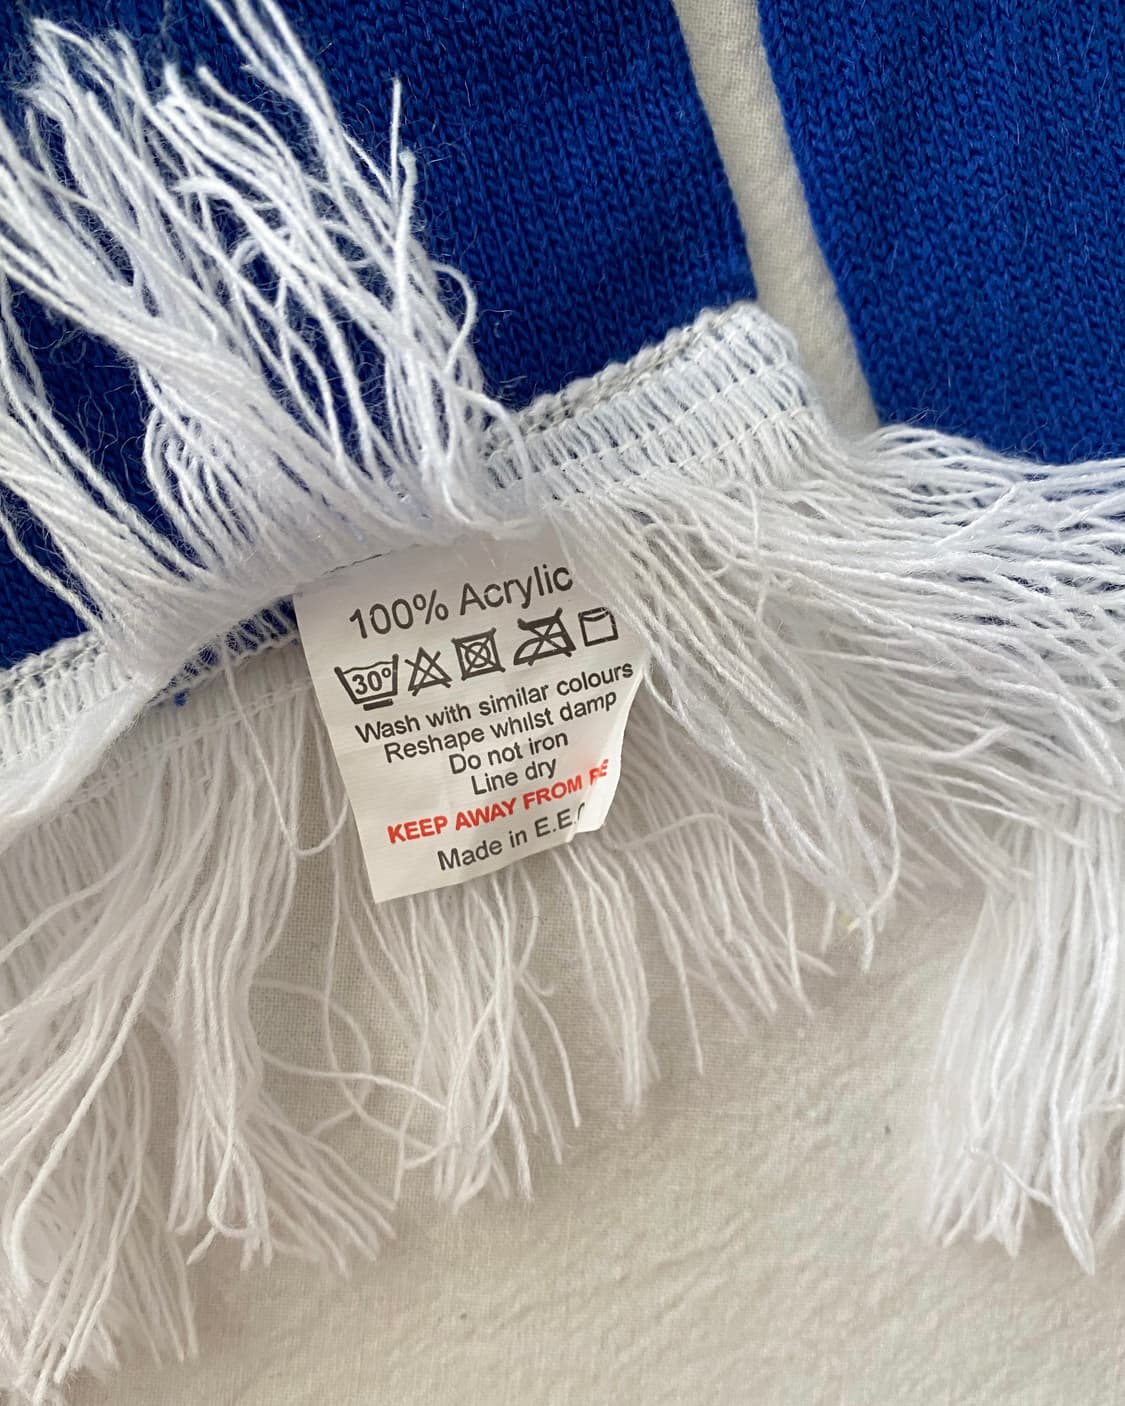 100% Acrylic
30°
Wash with similar colours
Reshape whilst damp
Do not iron
Line dry
KEEP AWAY FROM
Made in E.E.